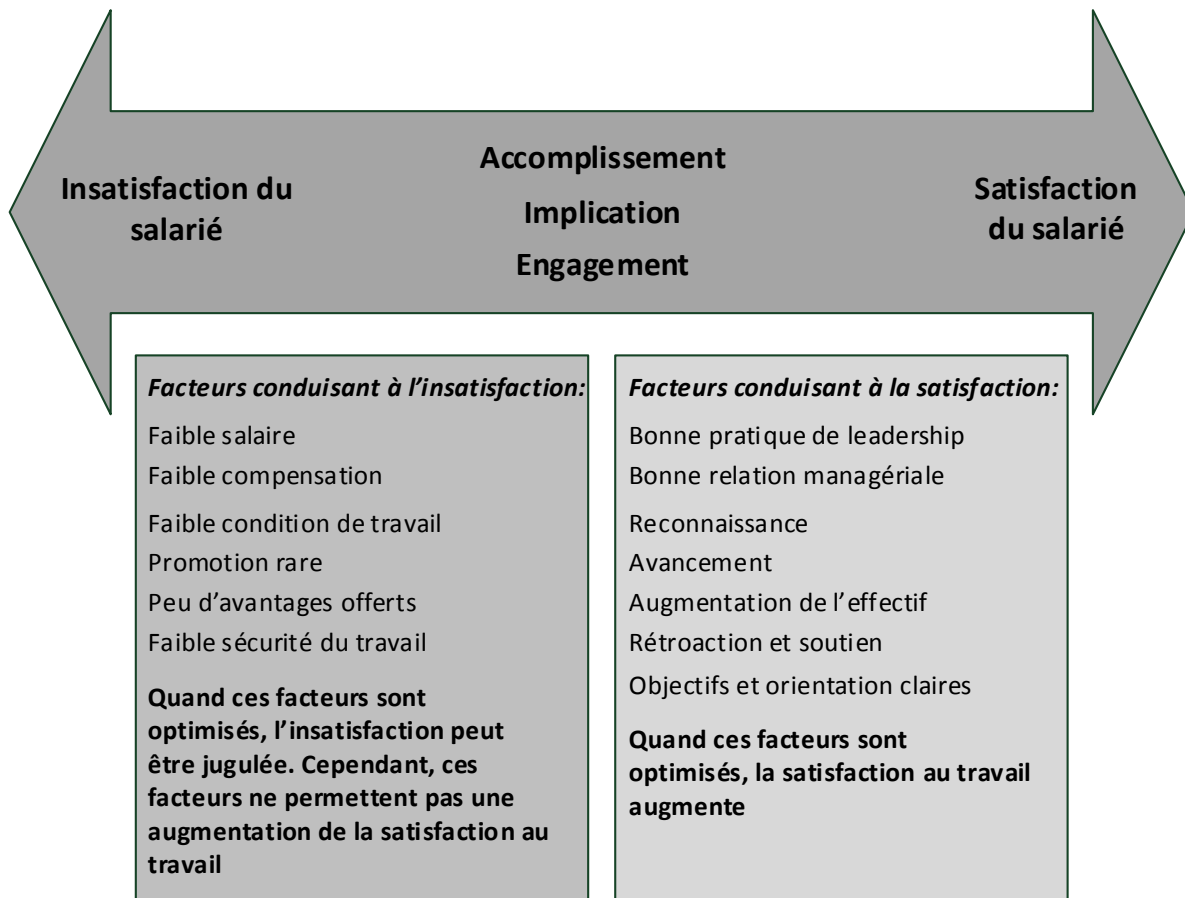 Insatisfaction du
salarié
Accomplissement
Implication
Engagement
Satisfaction
du salarié
Facteurs conduisant à l’insatisfaction:
Faible salaire
Faible compensation
Faible condition de travail
Promotion rare
Peu d’avantages offerts
Faible sécurité du travail
Quand ces facteurs sont
optimisés, l’insatisfaction peut
être jugulée. Cependant, ces
facteurs ne permettent pas une
augmentation de la satisfaction au
travail
Facteurs conduisant à la satisfaction:
Bonne pratique de leadership
Bonne relation managériale
Reconnaissance
Avancement
Augmentation de l’effectif
Rétroaction et soutien
Objectifs et orientation claires
Quand ces facteurs sont
optimisés, la satisfaction au travail
augmente